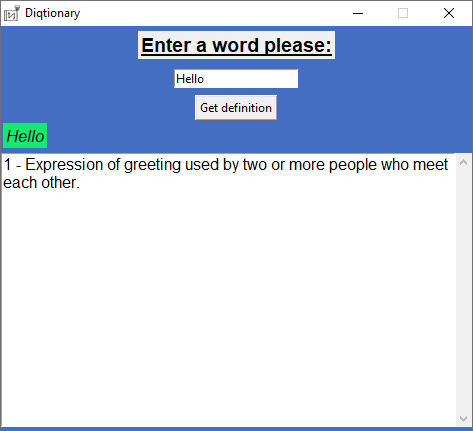 Diqtionary
Enter a word please:
Hello
Get definition
Hello
1 - Expression of greeting used by two or more people who meet
each other.